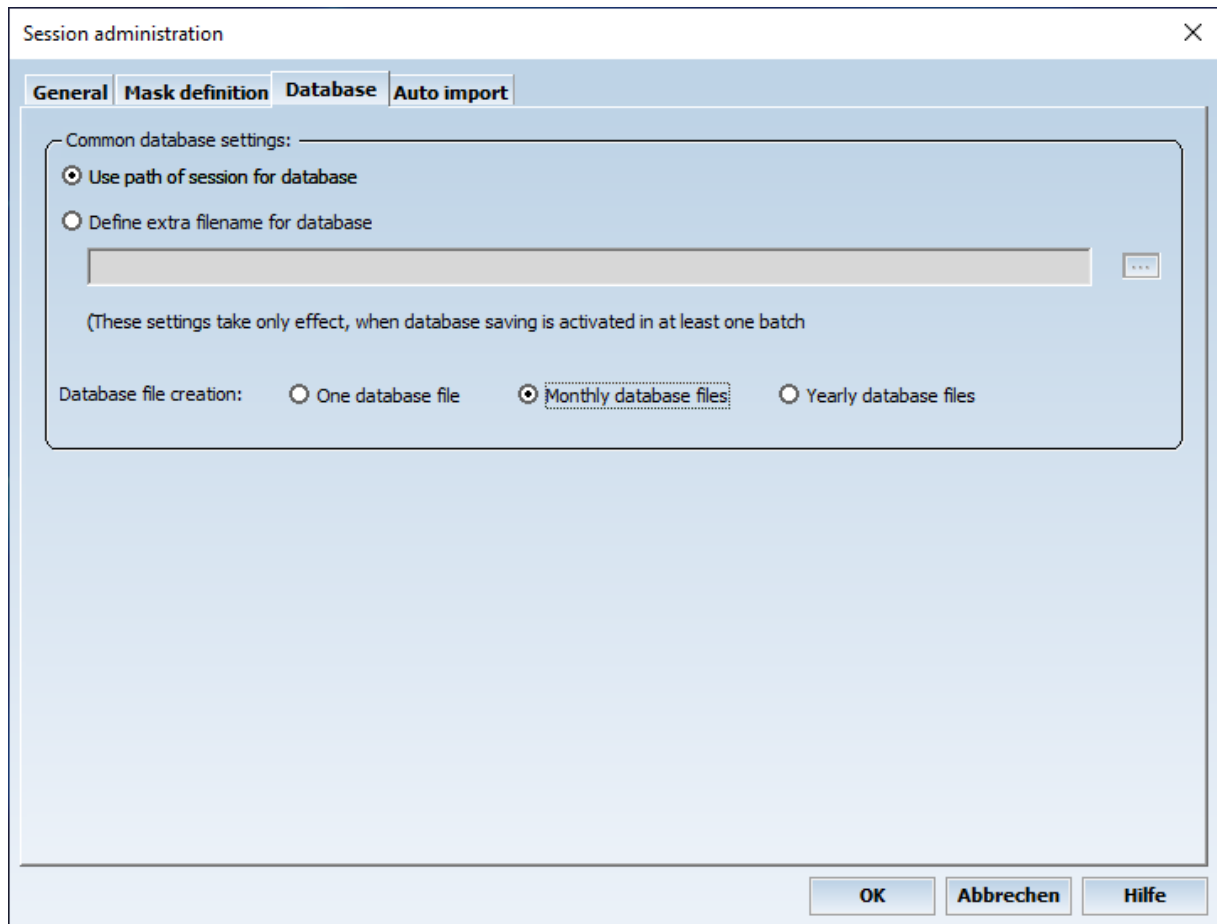 Session administration
General Mask definition Database Auto import
Common database settings:
Use path of session for database
Define extra filename for database
...
(These settings take only effect, when database saving is activated in at least one batch
Database file creation: One database file Monthly database files Yearly database files
OK Abbrechen Hilfe